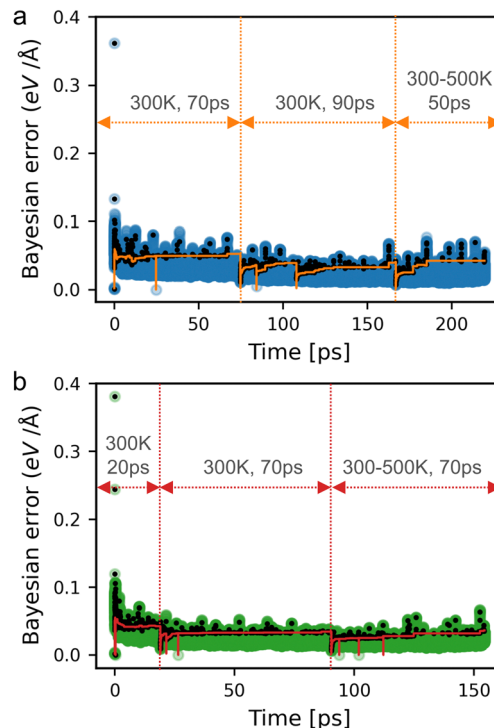 a
Bayesian error (eV /Å)
0.4
0.3
0.2
0.1
0.0
300K, 70ps
300K, 90ps
300-500K
50ps
0
50
100
150
200
Time [ps]
b
Bayesian error (eV /Å)
0.4
0.3
0.2
0.1
0.0
300K
20ps
300K, 70ps
300-500K, 70ps
0
50
100
150
Time [ps]